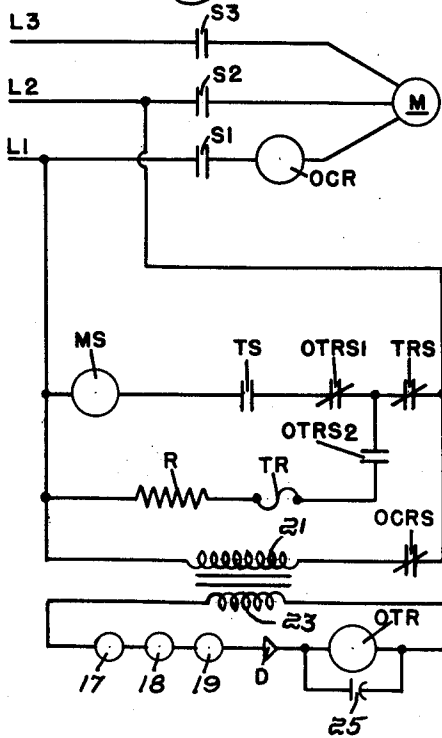 S3
L3
S2
L2
M
S1
L1
OCR
MS
TS
OTRS1
TRS
OTRS2
R
TR
OCRS
21
23
OTR
17
18
19
D
25